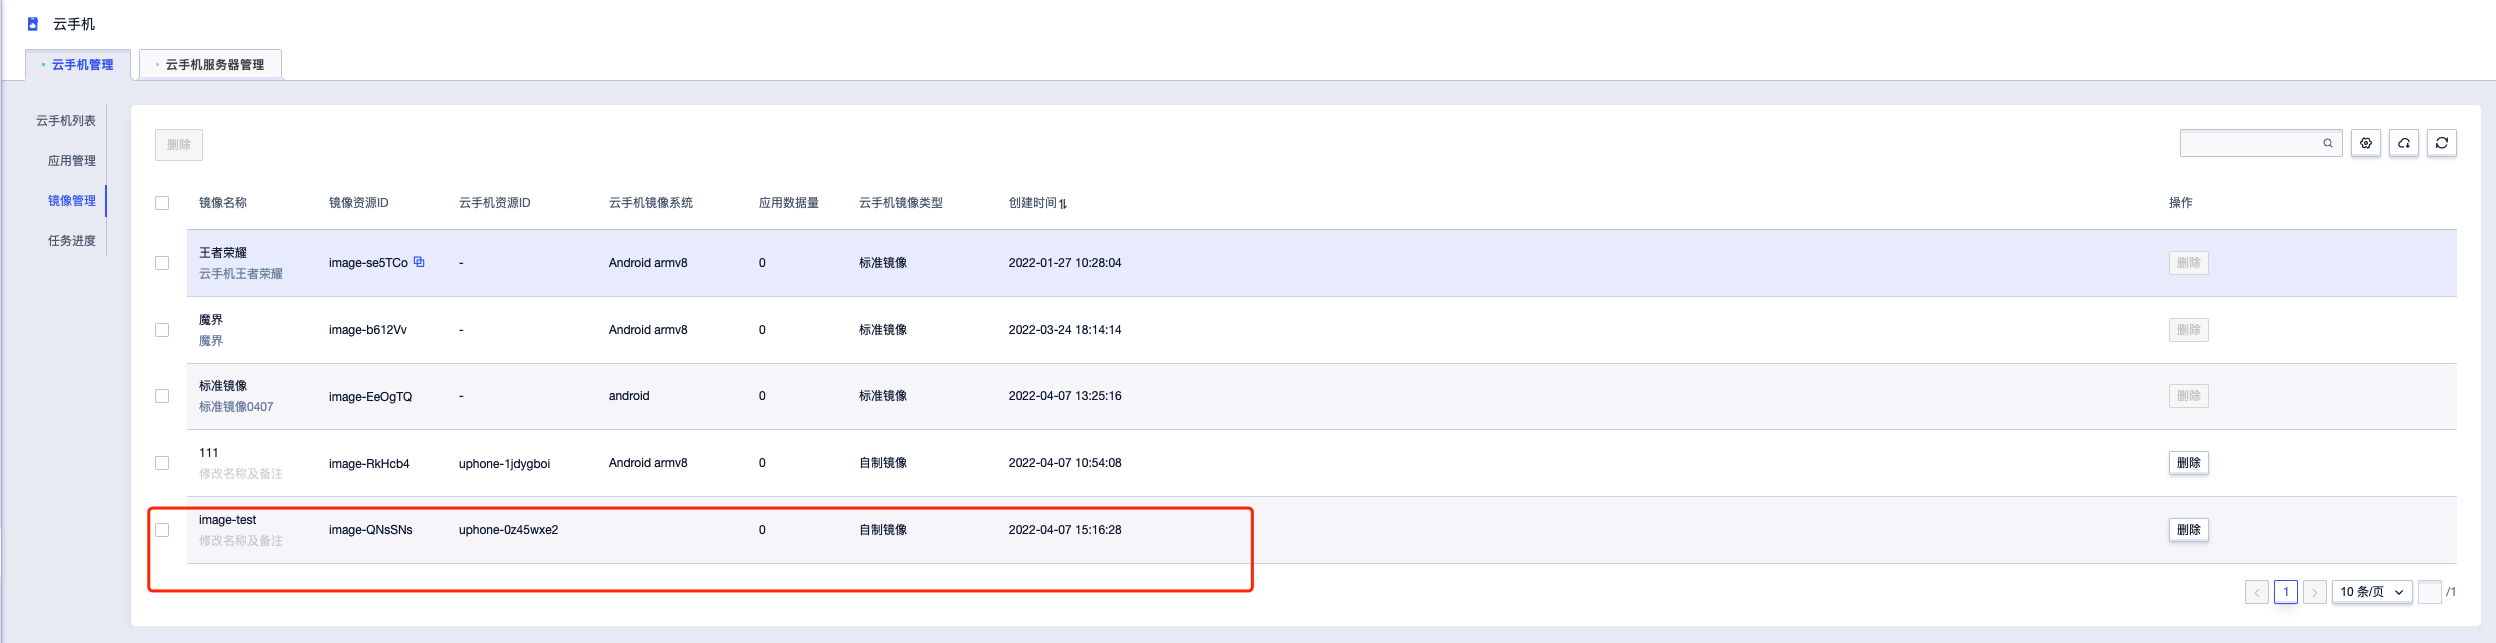 云手机
云手机管理
云手机服务器管理
云手机列表
应用管理
镜像管理
任务进度
删除
镜像名称 镜像资源ID 云手机资源ID 云手机镜像系统 应用数据量 云手机镜像类型 创建时间 操作
王者荣耀
云手机王者荣耀
image-se5TCo - Android armv8 0 标准镜像 2022-01-27 10:28:04 删除
魔界
魔界
image-b612Vv - Android armv8 0 标准镜像 2022-03-24 18:14:14 删除
标准镜像
标准镜像0407
image-EeOgTQ - android 0 标准镜像 2022-04-07 13:25:16 删除
111
修改名称及备注
image-RkHcb4 uphone-1jdygboi Android armv8 0 自制镜像 2022-04-07 10:54:08 删除
image-test
修改名称及备注
image-QNsSNs uphone-0z45wxe2 0 自制镜像 2022-04-07 15:16:28 删除
1 10 条/页 /1